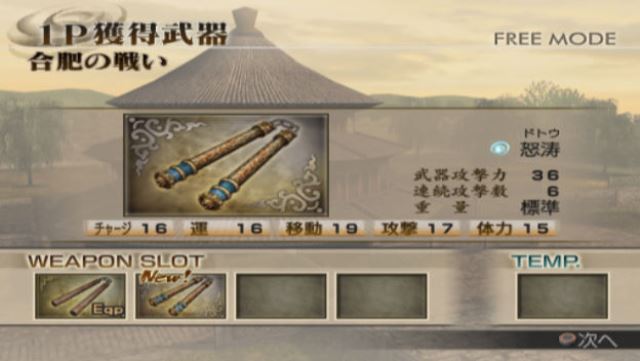 1P獲得武器
合肥の戦い
FREE MODE
ドトウ
怒涛
武器攻撃力 36
連続攻撃数 6
重量 標準
チャージ 16 運 16 移動 19 攻撃 17 体力 15
WEAPON SLOT
TEMP.
New!
Eqp
次へ